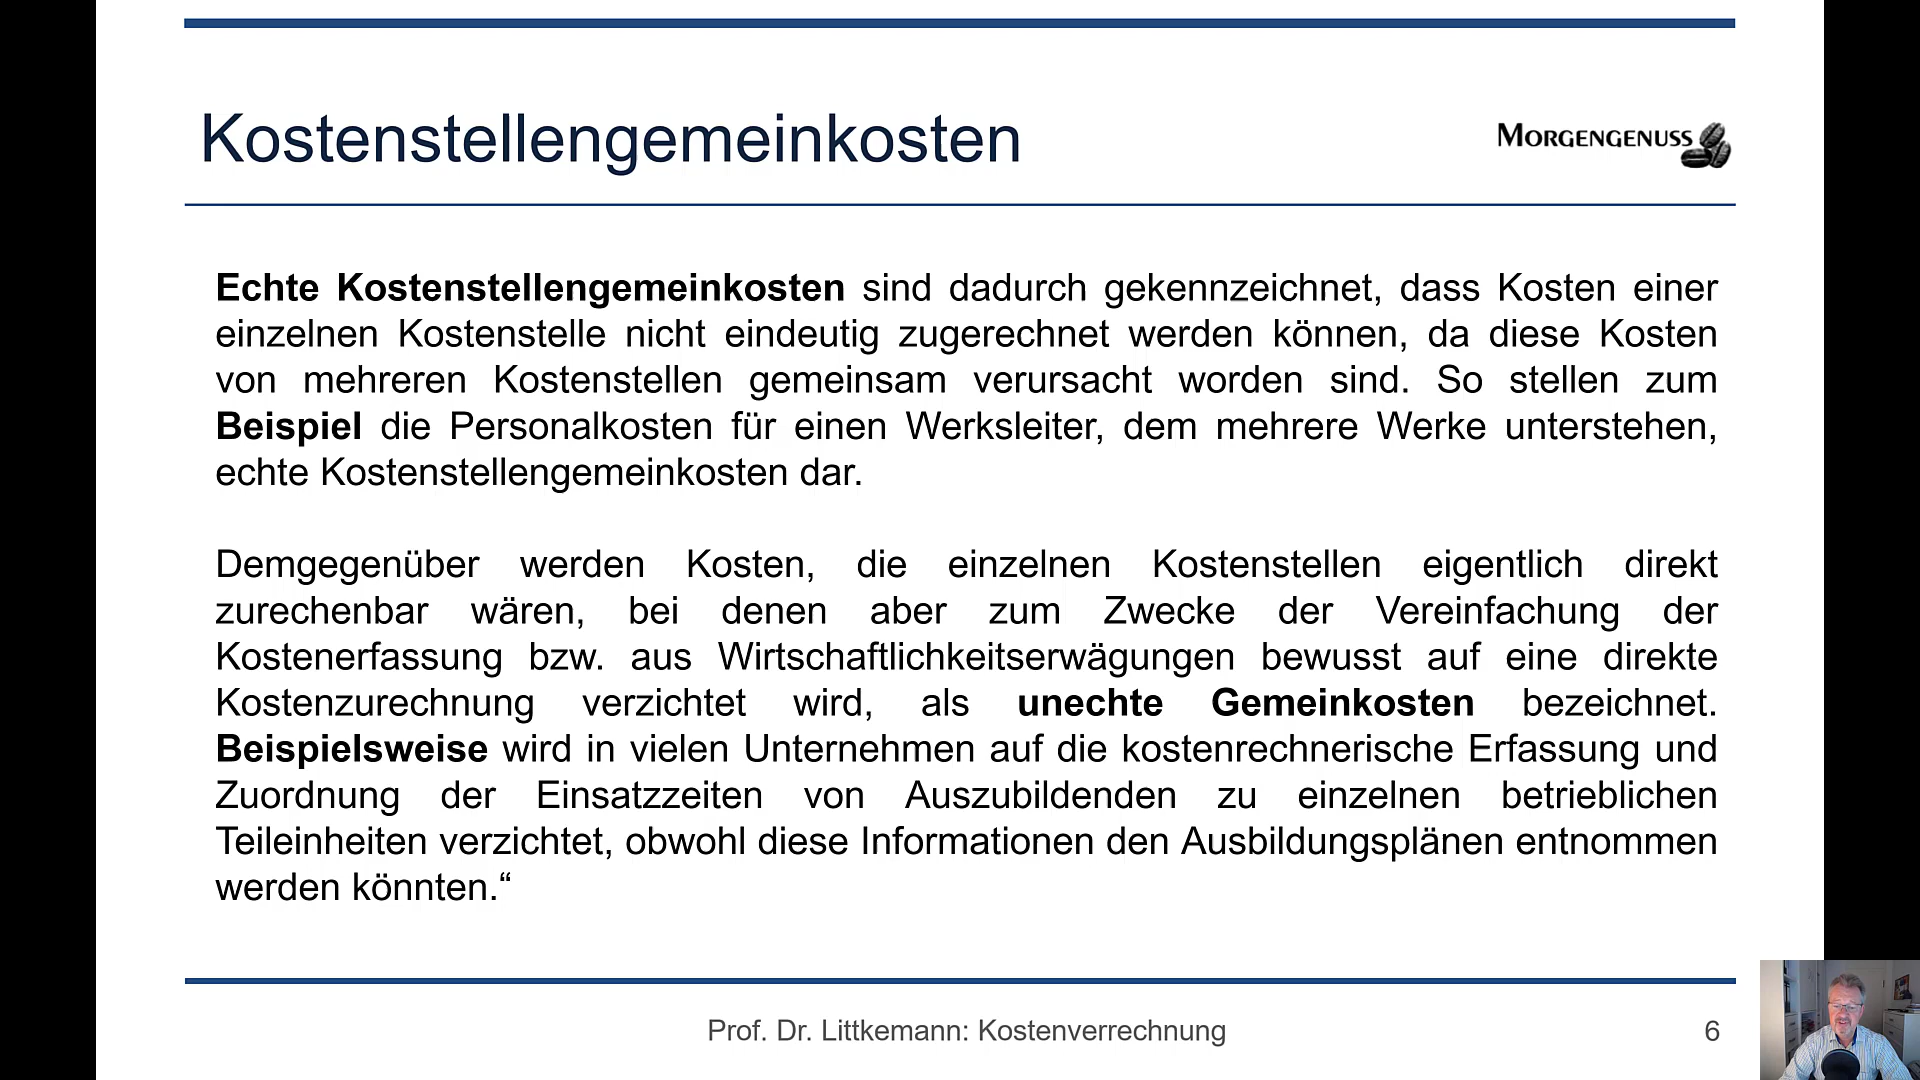 Kostenstellengemeinkosten
MORGENGENUSS
Echte Kostenstellengemeinkosten sind dadurch gekennzeichnet, dass Kosten einer
einzelnen Kostenstelle nicht eindeutig zugerechnet werden können, da diese Kosten
von mehreren Kostenstellen gemeinsam verursacht worden sind. So stellen zum
Beispiel die Personalkosten für einen Werksleiter, dem mehrere Werke unterstehen,
echte Kostenstellengemeinkosten dar.
Demgegenüber werden Kosten, die einzelnen Kostenstellen eigentlich direkt
zurechenbar wären, bei denen aber zum Zwecke der Vereinfachung der
Kostenerfassung bzw. aus Wirtschaftlichkeitserwägungen bewusst auf eine direkte
Kostenzurechnung verzichtet wird, als unechte Gemeinkosten bezeichnet.
Beispielsweise wird in vielen Unternehmen auf die kostenrechnerische Erfassung und
Zuordnung der Einsatzzeiten von Auszubildenden zu einzelnen betrieblichen
Teileinheiten verzichtet, obwohl diese Informationen den Ausbildungsplänen entnommen
werden könnten.“
Prof. Dr. Littkemann: Kostenverrechnung
6